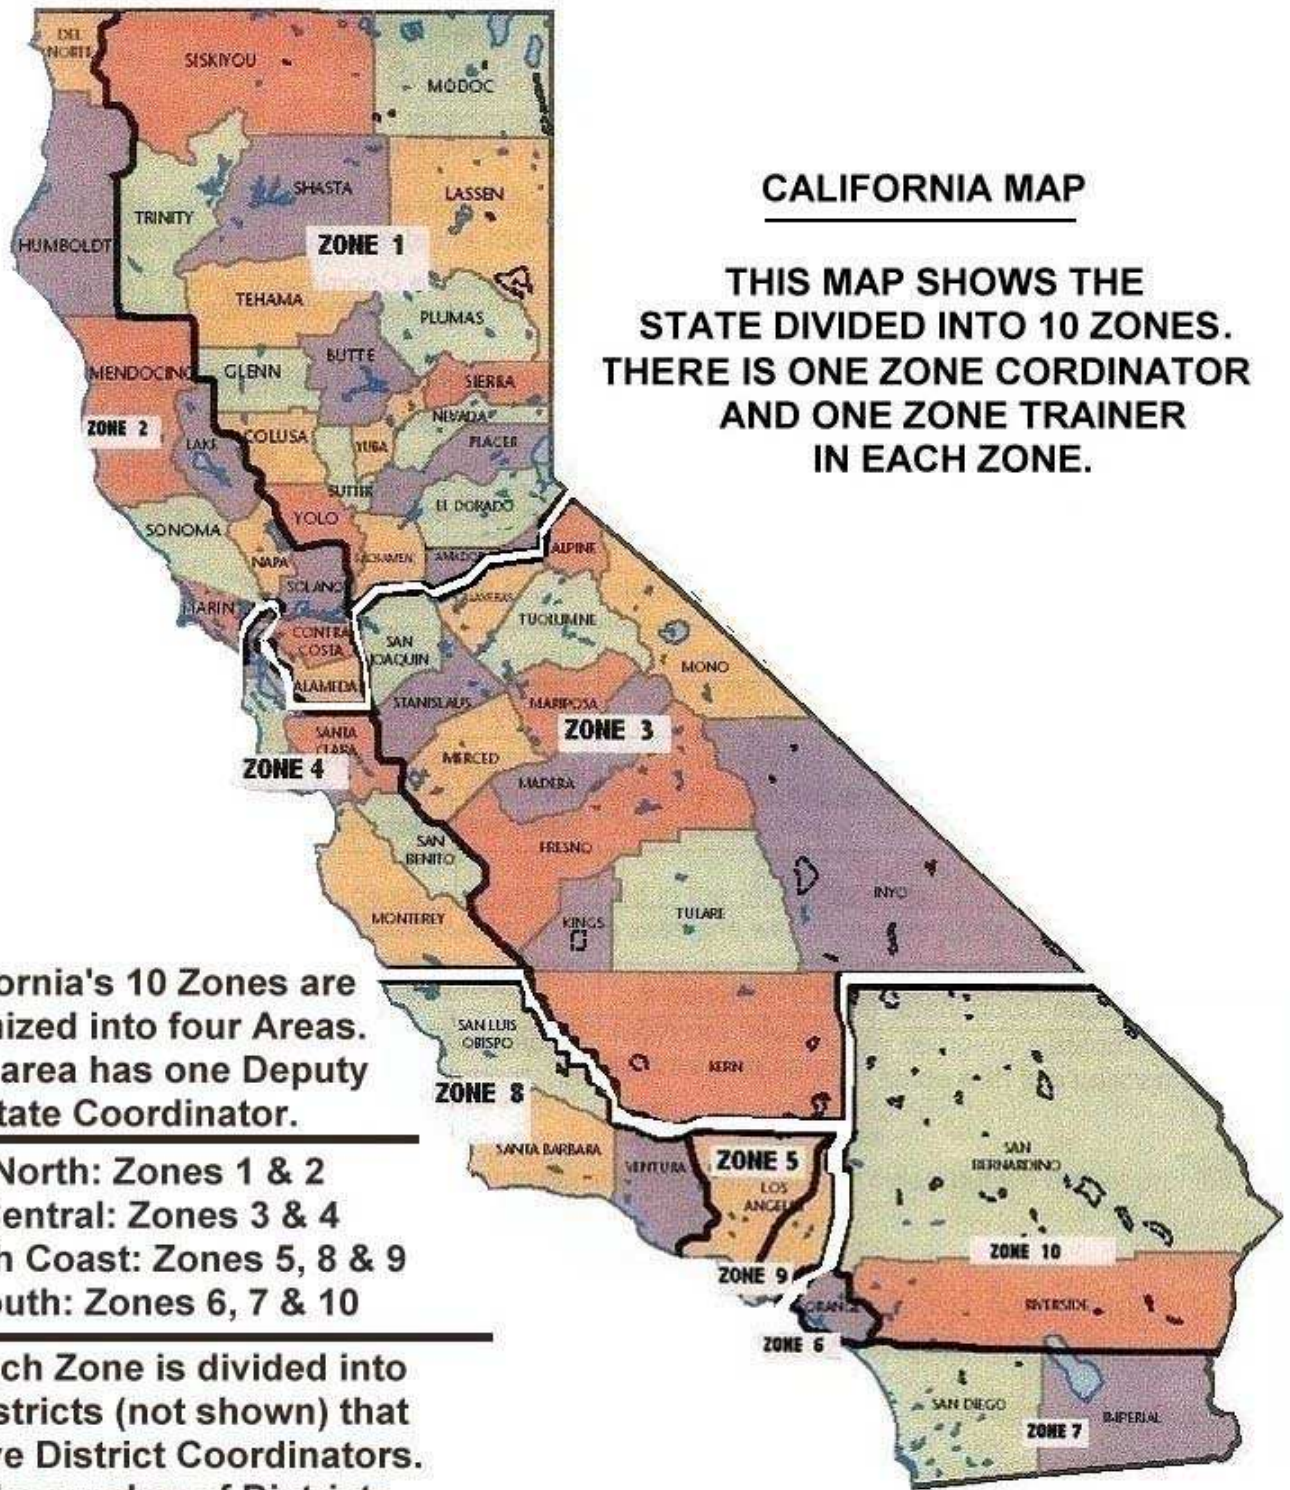 CALIFORNIA MAP
THIS MAP SHOWS THE
STATE DIVIDED INTO 10 ZONES.
THERE IS ONE ZONE CORDINATOR
AND ONE ZONE TRAINER
IN EACH ZONE.
DEL
NORTE
SISKIYOU
MODOC
HUMBOLDT
TRINITY
SHASTA
LASSEN
ZONE 1
TEHAMA
PLUMAS
MENDOCINO
GLENN
BUTTE
SIERRA
ZONE 2
LAKE
COLUSA
YUBA
NEVADA
PLACER
SUTTER
SONOMA
YOLO
EL DORADO
NAPA
AMADOR
ALPINE
SOLANO
MARIN
TUOLUMNE
CONTRA
COSTA
SAN
JOAQUIN
MONO
ALAMEDA
STANISLAUS
MARIPOSA
ZONE 3
SANTA
CLARA
ZONE 4
MERCED
MADERA
SAN
BENITO
FRESNO
MONTEREY
KINGS
TULARE
INYO
ornia's 10 Zones are
nized into four Areas.
area has one Deputy
tate Coordinator.
North: Zones 1 & 2
entral: Zones 3 & 4
h Coast: Zones 5, 8 & 9
outh: Zones 6, 7 & 10
ch Zone is divided into
stricts (not shown) that
ve District Coordinators.
SAN LUIS
OBISPO
KERN
ZONE 8
SANTA BARBARA
VENTURA
ZONE 5
LOS
ANGEL
SAN
BERNARDINO
ZONE 10
ZONE 9
ORANGE
RIVERSIDE
ZONE 6
SAN DIEGO
ZONE 7
IMPERIAL